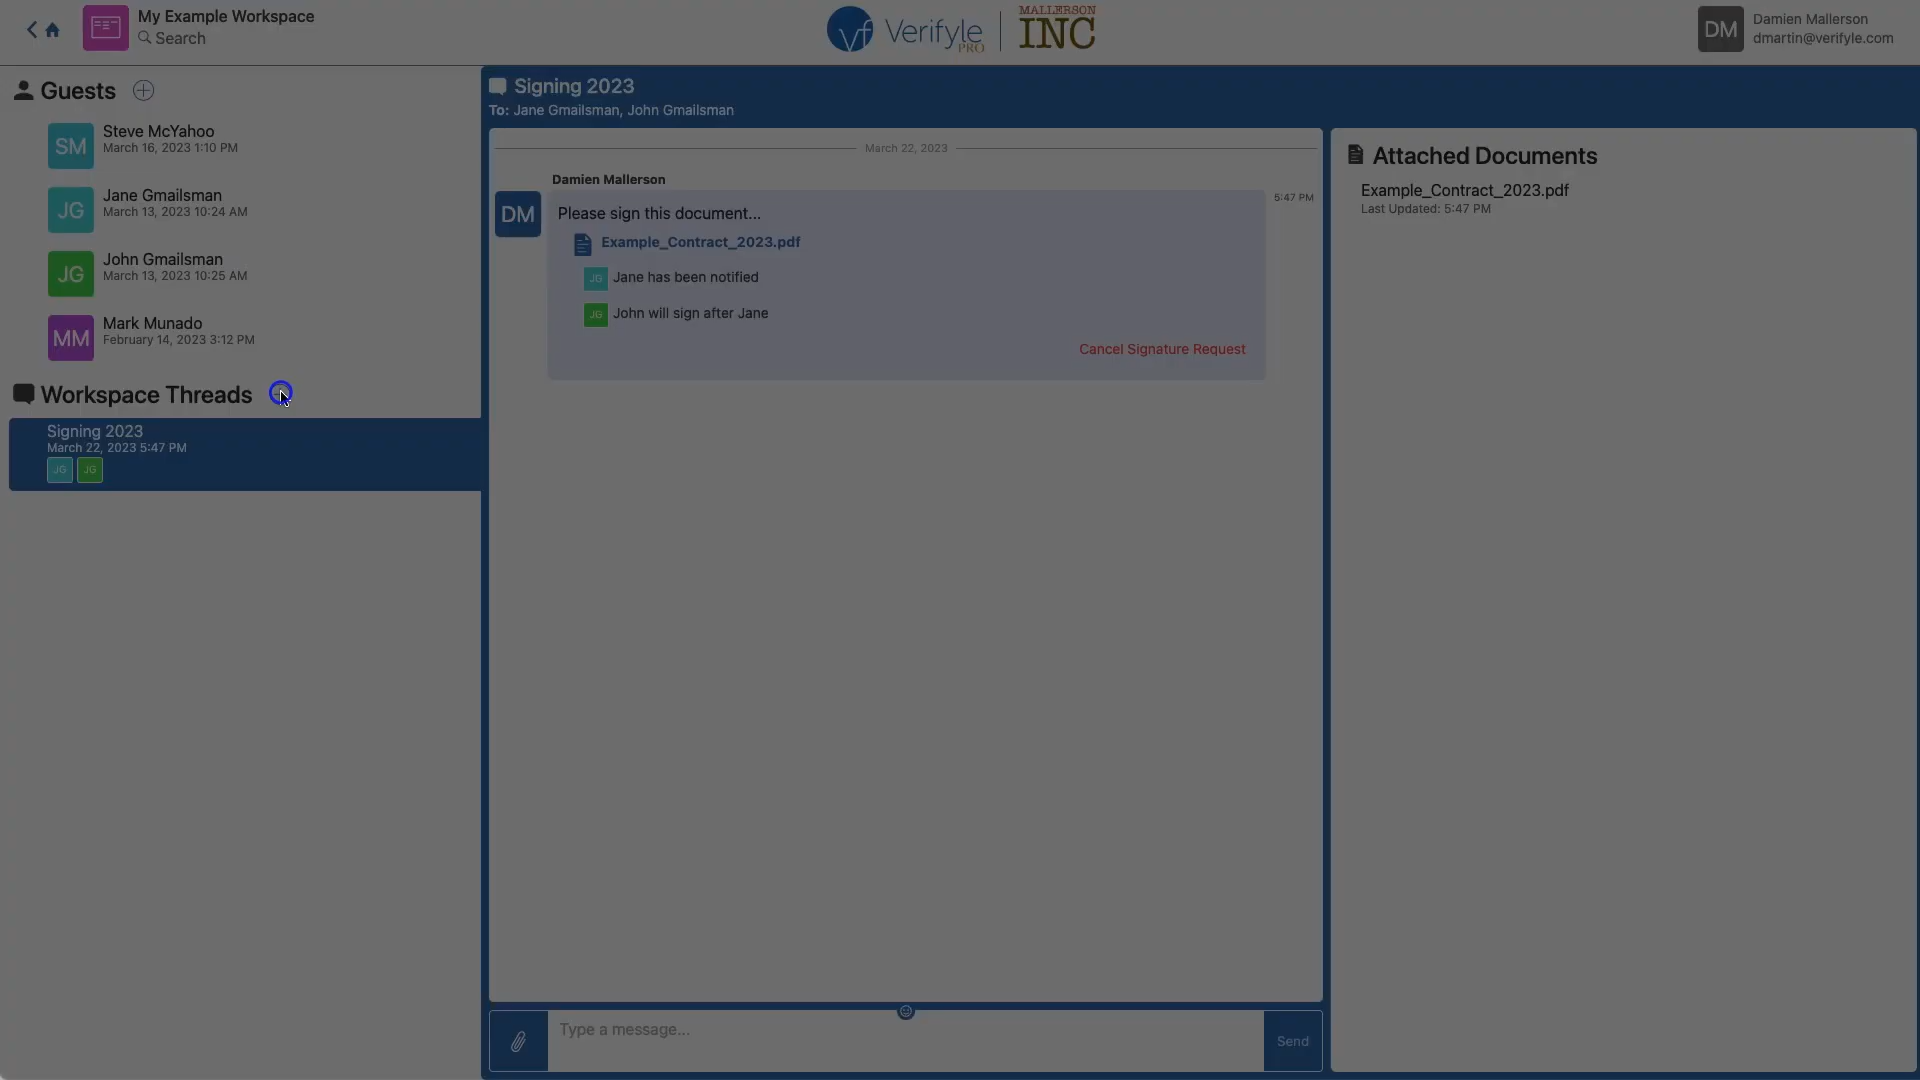 My Example Workspace
Search
Verifyle
PRO
MALLERSON
INC
DM
Damien Mallerson
dmartin@verifyle.com
Guests
SM
Steve McYahoo
March 16, 2023 1:10 PM
JG
Jane Gmailsman
March 13, 2023 10:24 AM
JG
John Gmailsman
March 13, 2023 10:25 AM
MM
Mark Munado
February 14, 2023 3:12 PM
Workspace Threads
Signing 2023
March 22, 2023 5:47 PM
JG JG
Signing 2023
To: Jane Gmailsman, John Gmailsman
March 22, 2023
Damien Mallerson
DM
Please sign this document...
5:47 PM
Example_Contract_2023.pdf
JG Jane has been notified
JG John will sign after Jane
Cancel Signature Request
Type a message...
Send
Attached Documents
Example_Contract_2023.pdf
Last Updated: 5:47 PM